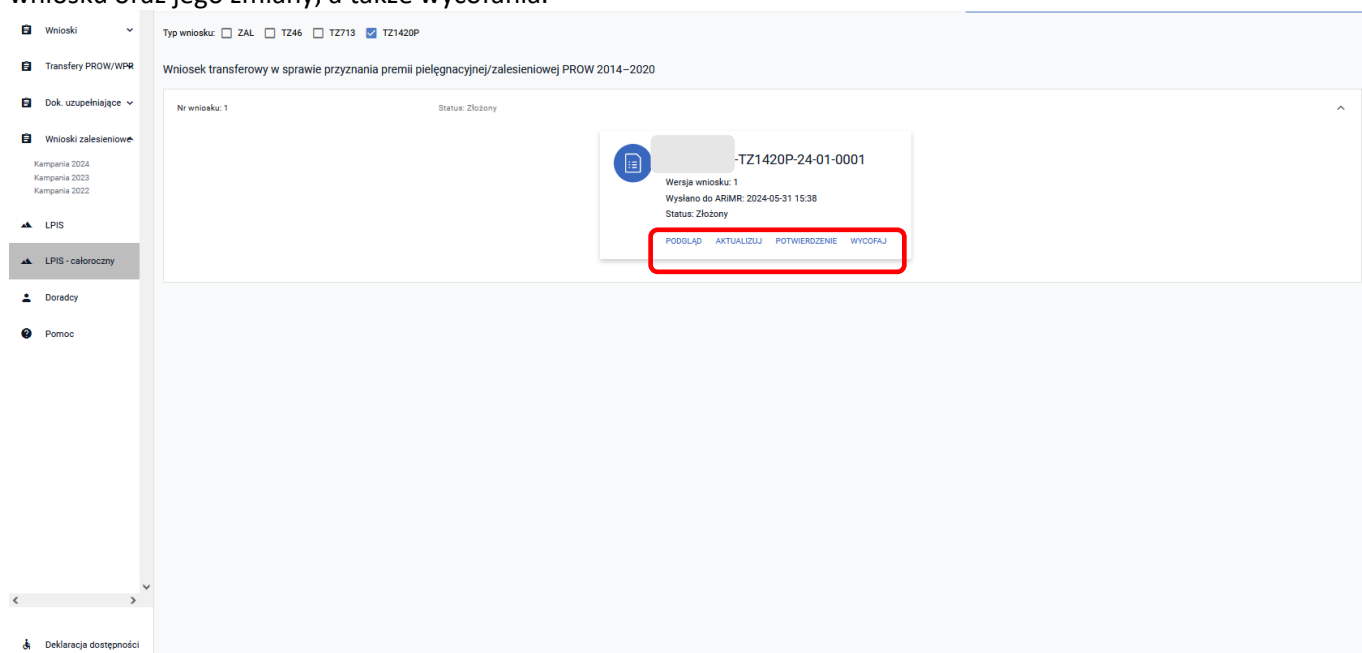 wniosku oraz jego zmiany, a także wycofania.
Wnioski
Transfery PROW/WPR
Dok. uzupełniające
Wnioski zalesieniowe
Kampania 2024
Kampania 2023
Kampania 2022
LPIS
LPIS - całoroczny
Doradcy
Pomoc
Deklaracja dostępności
Typ wniosku: ZAL TZ46 TZ713 TZ1420P
Wniosek transferowy w sprawie przyznania premii pielęgnacyjnej/zalesieniowej PROW 2014–2020
Nr wniosku: 1 Status: Złożony
-TZ1420P-24-01-0001
Wersja wniosku: 1
Wysłano do ARiMR: 2024-05-31 15:38
Status: Złożony
PODGLĄD AKTUALIZUJ POTWIERDZENIE WYCOFAJ